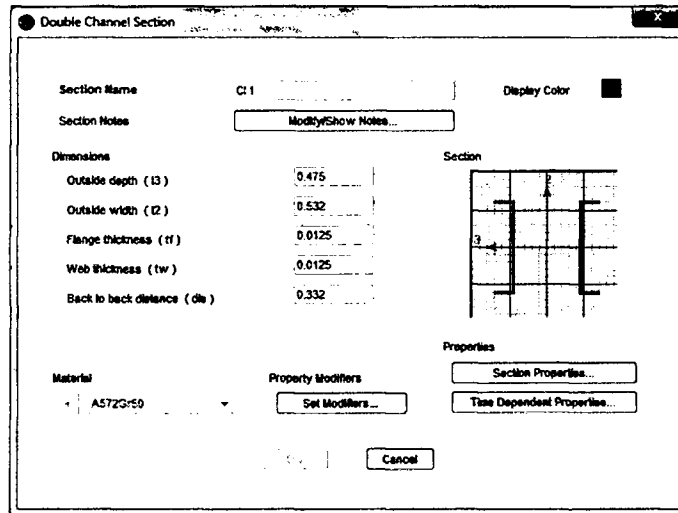 Double Channel Section
X
Section Name
Display Color
Section Notes
Modify/Show Notes...
Dimensions
Section
Outside depth ( t3 )
0.475
Outside width ( t2 )
0.532
Flange thickness ( tf )
0.0125
Web thickness ( tw )
0.0125
Back to back distance ( dis )
0.332
2
3
Properties
Section Properties...
Time Dependent Properties...
Material
Property Modifiers
A572Gr50
Set Modifiers...
Cancel